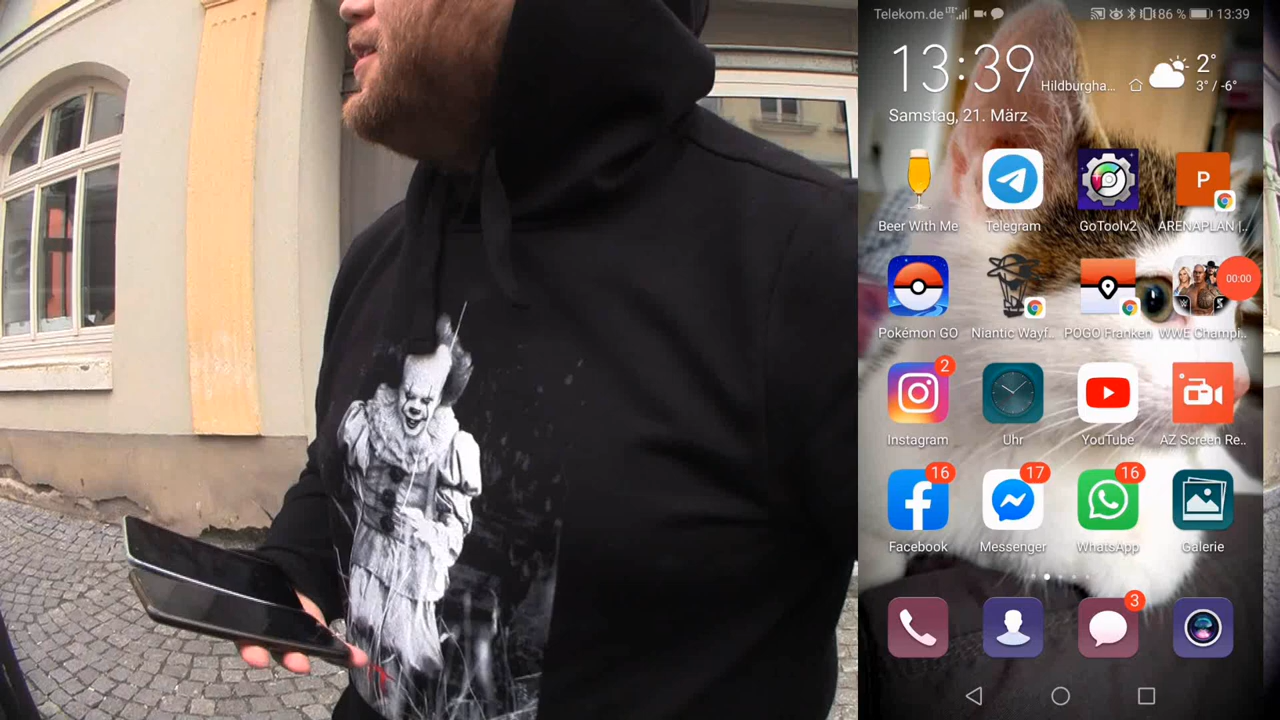 Telekom.de
86 %
13:39
13:39
Hildburgha...
2°
3° / -6°
Samstag, 21. März
P
Beer With Me
Telegram
GoToolv2
ARENAPLAN |..
00:00
Pokémon GO
Niantic Wayf..
POGO Franken
WWE Champi..
2
Instagram
Uhr
YouTube
AZ Screen Re..
16
17
16
Facebook
Messenger
WhatsApp
Galerie
3